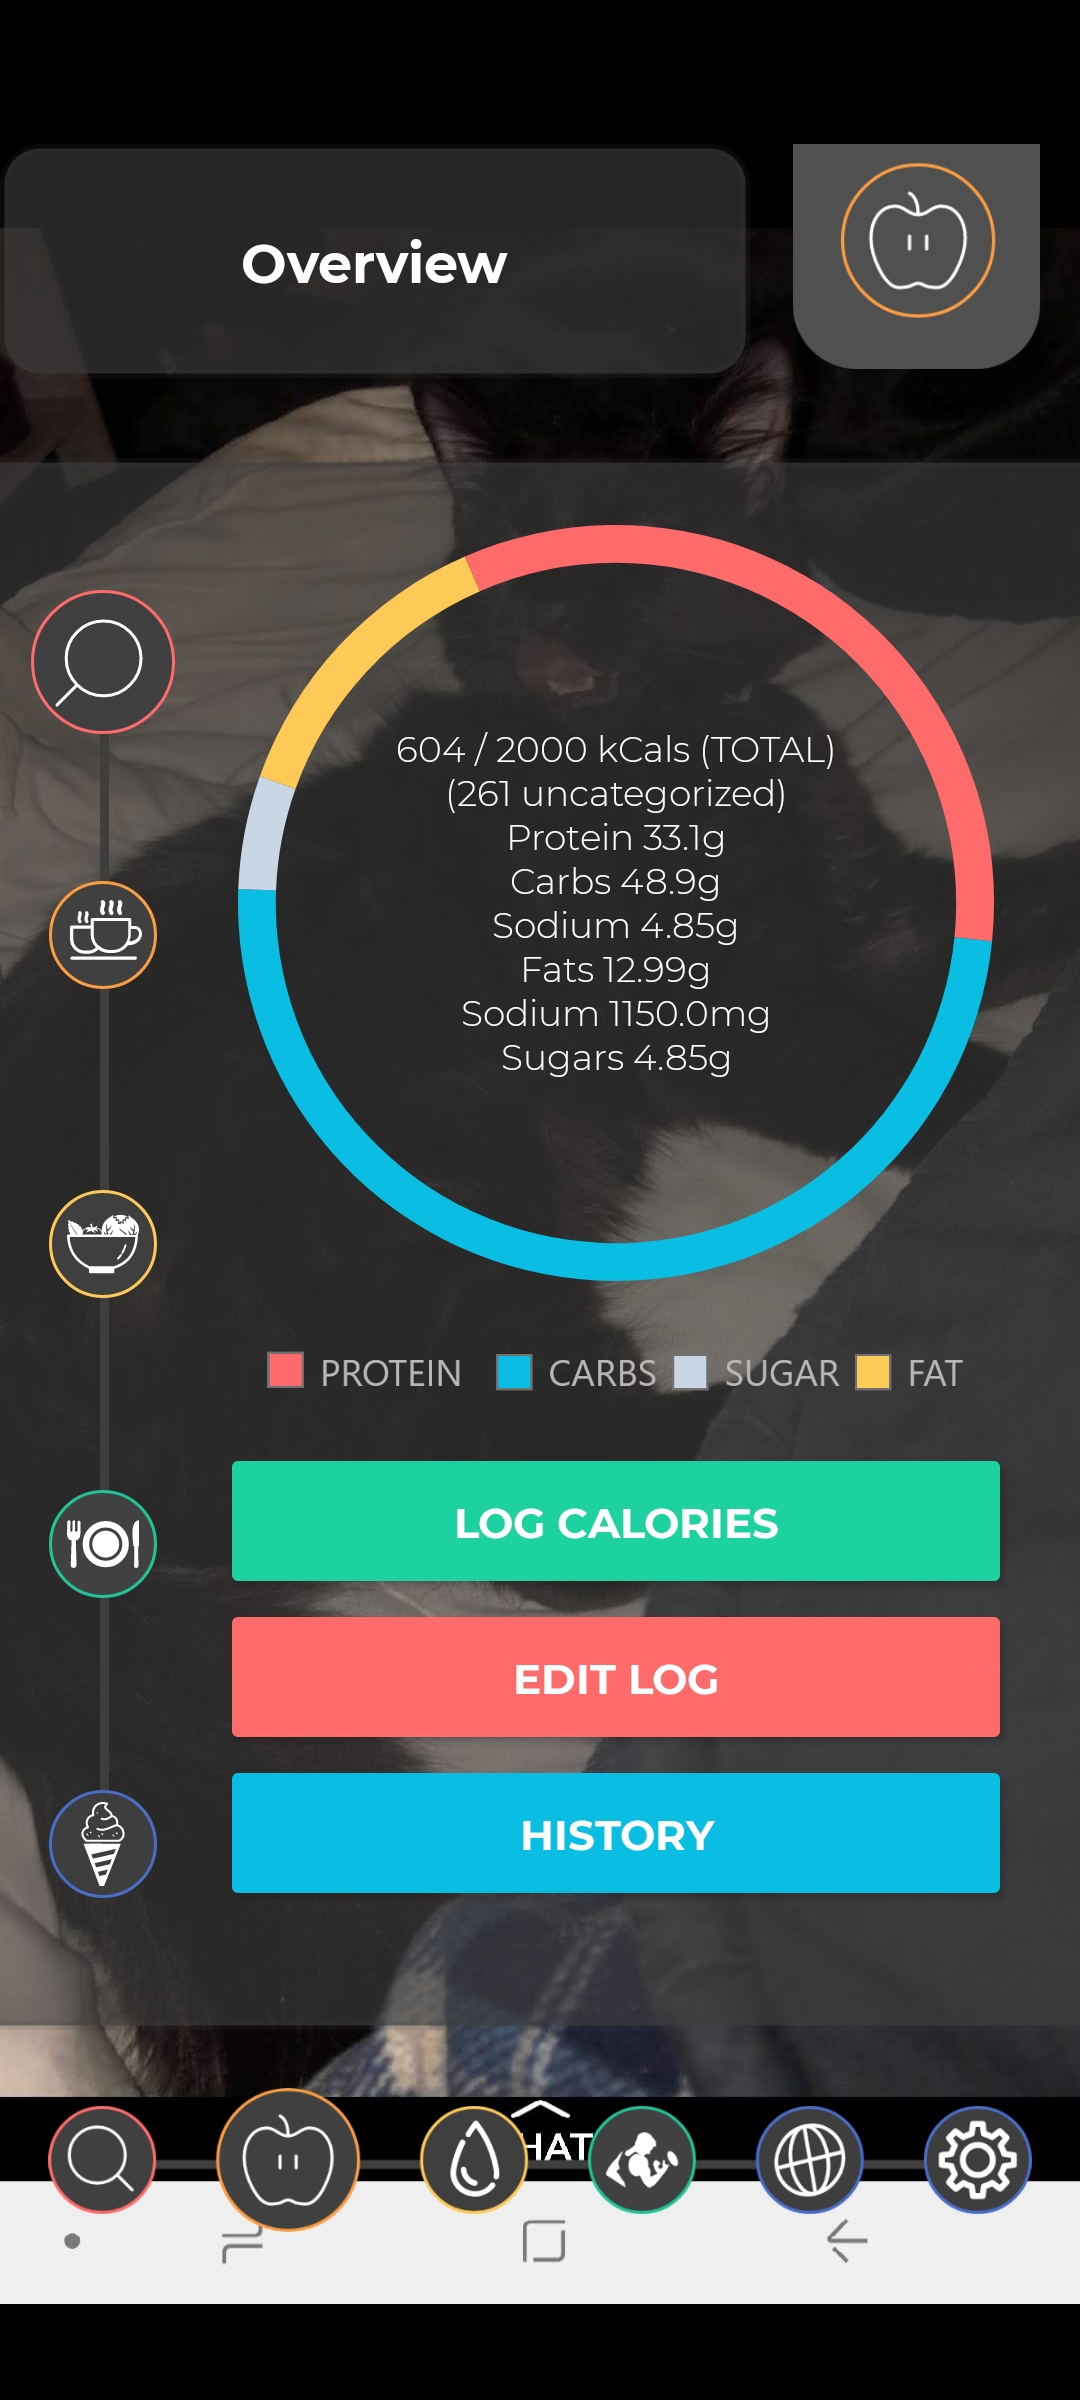 Overview
604 / 2000 kCals (TOTAL)
(261 uncategorized)
Protein 33.1g
Carbs 48.9g
Sodium 4.85g
Fats 12.99g
Sodium 1150.0mg
Sugars 4.85g
PROTEIN CARBS SUGAR FAT
LOG CALORIES
EDIT LOG
HISTORY